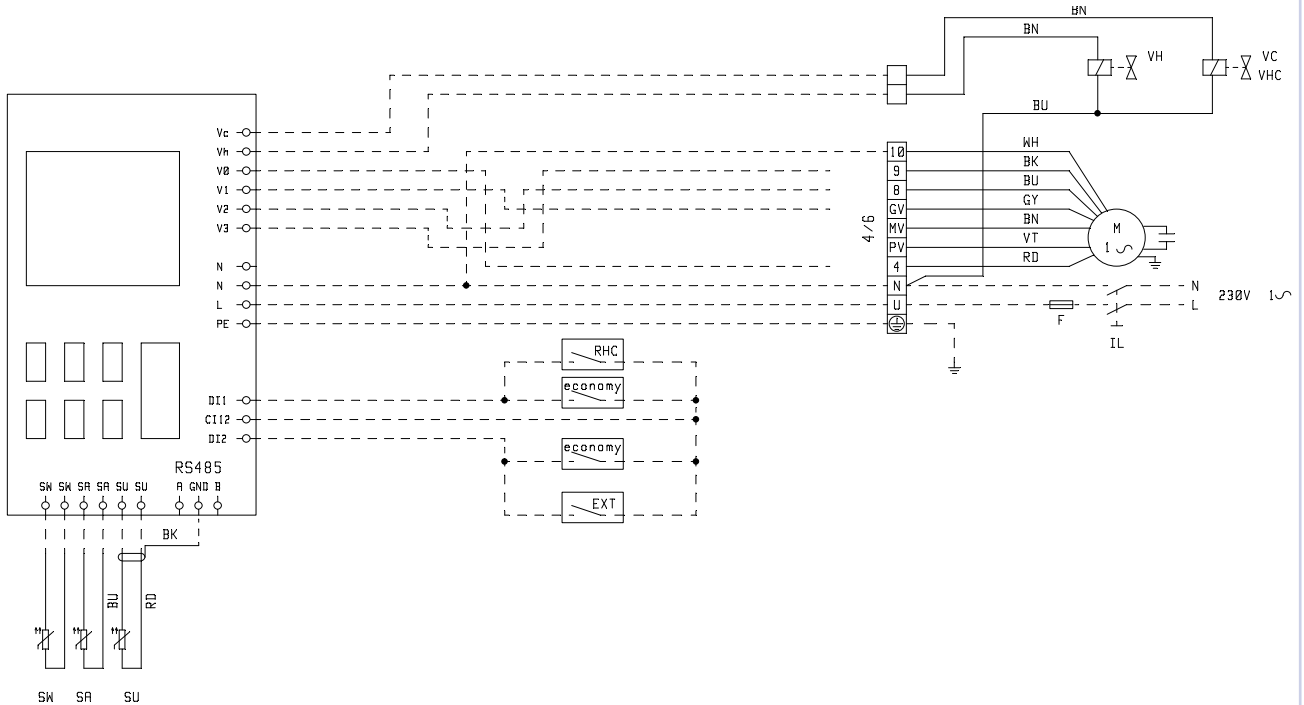 BN
BN
VH
VC
VHC
BU
Vc
Vh
V0
V1
V2
V3
N
N
L
PE
10
9
8
GV
MV
PV
4
N
U
4/6
WH
BK
BU
GY
BN
VT
RD
M
1
N
L
230V 1
F
IL
RHC
economy
economy
EXT
DI1
CI12
DI2
RS485
SW SW SA SA SU SU A GND B
BK
BU
RD
SW SA SU